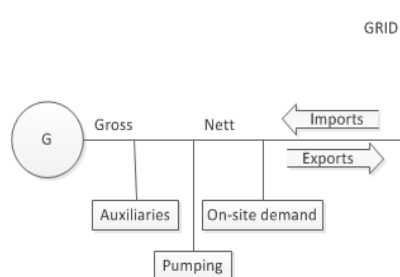 GRID
Gross
Nett
Imports
G
Exports
Auxiliaries
On-site demand
Pumping